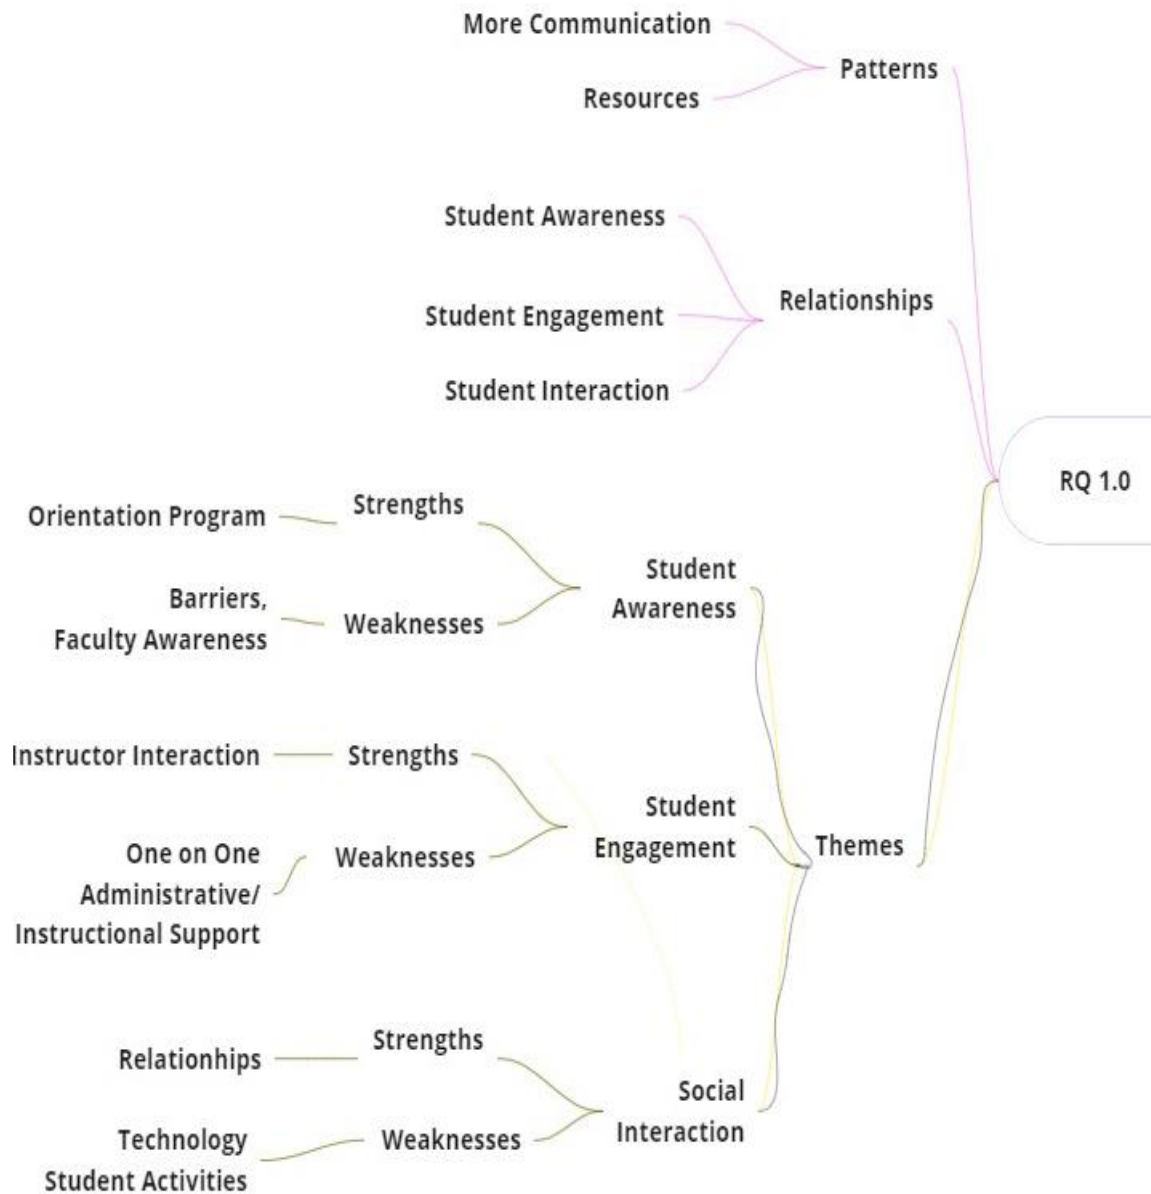 More Communication
Patterns
Resources
Student Awareness
Relationships
Student Engagement
Student Interaction
RQ 1.0
Strengths
Orientation Program
Student
Awareness
Barriers,
Faculty Awareness
Weaknesses
Instructor Interaction
Strengths
Student
Engagement
Themes
One on One
Administrative/
Instructional Support
Weaknesses
Strengths
Relationhips
Social
Interaction
Technology
Student Activities
Weaknesses